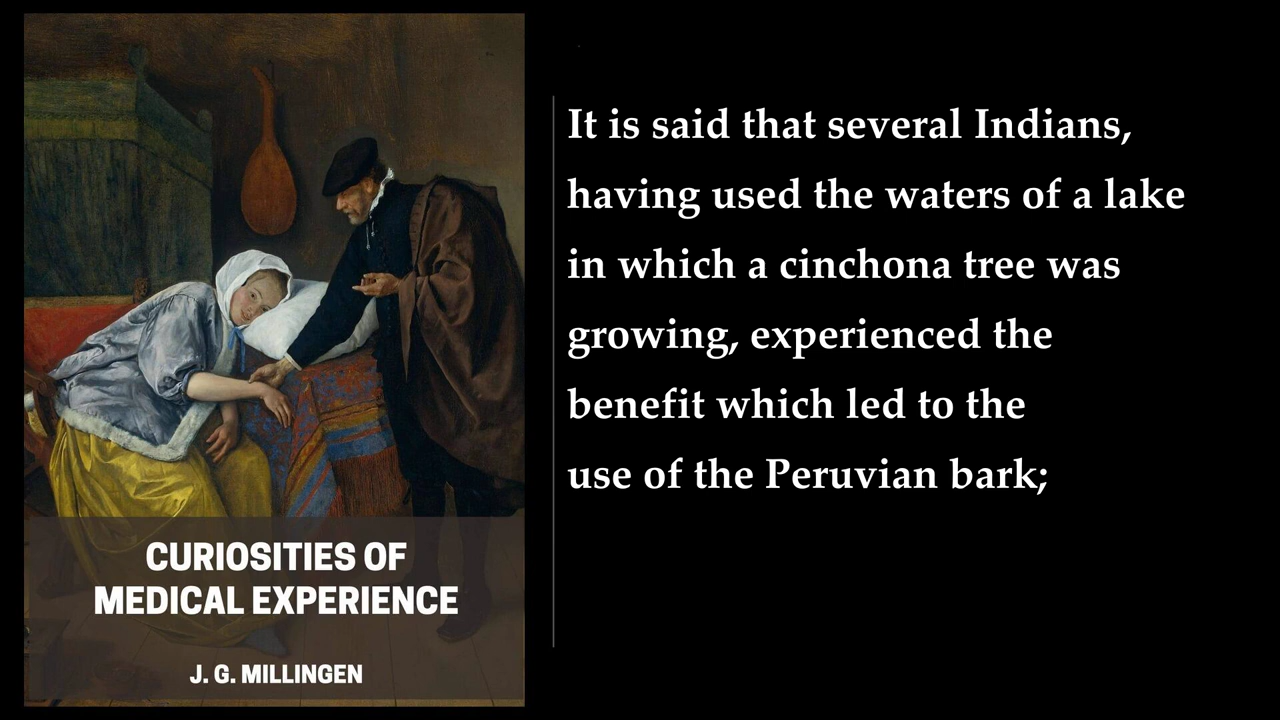 CURIOSITIES OF
MEDICAL EXPERIENCE
J. G. MILLINGEN
It is said that several Indians,
having used the waters of a lake
in which a cinchona tree was
growing, experienced the
benefit which led to the
use of the Peruvian bark;